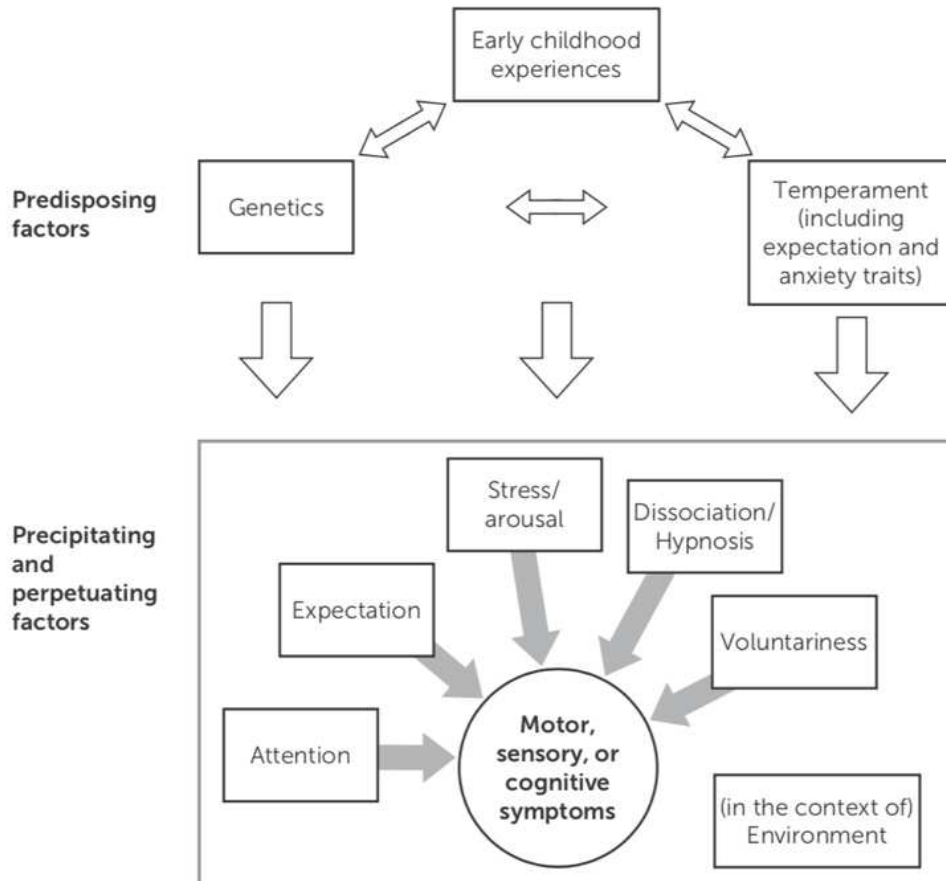 Early childhood
experiences
Predisposing
factors
Genetics
Temperament
(including
expectation and
anxiety traits)
Precipitating
and
perpetuating
factors
Stress/
arousal
Dissociation/
Hypnosis
Expectation
Voluntariness
Attention
Motor,
sensory, or
cognitive
symptoms
(in the context of)
Environment